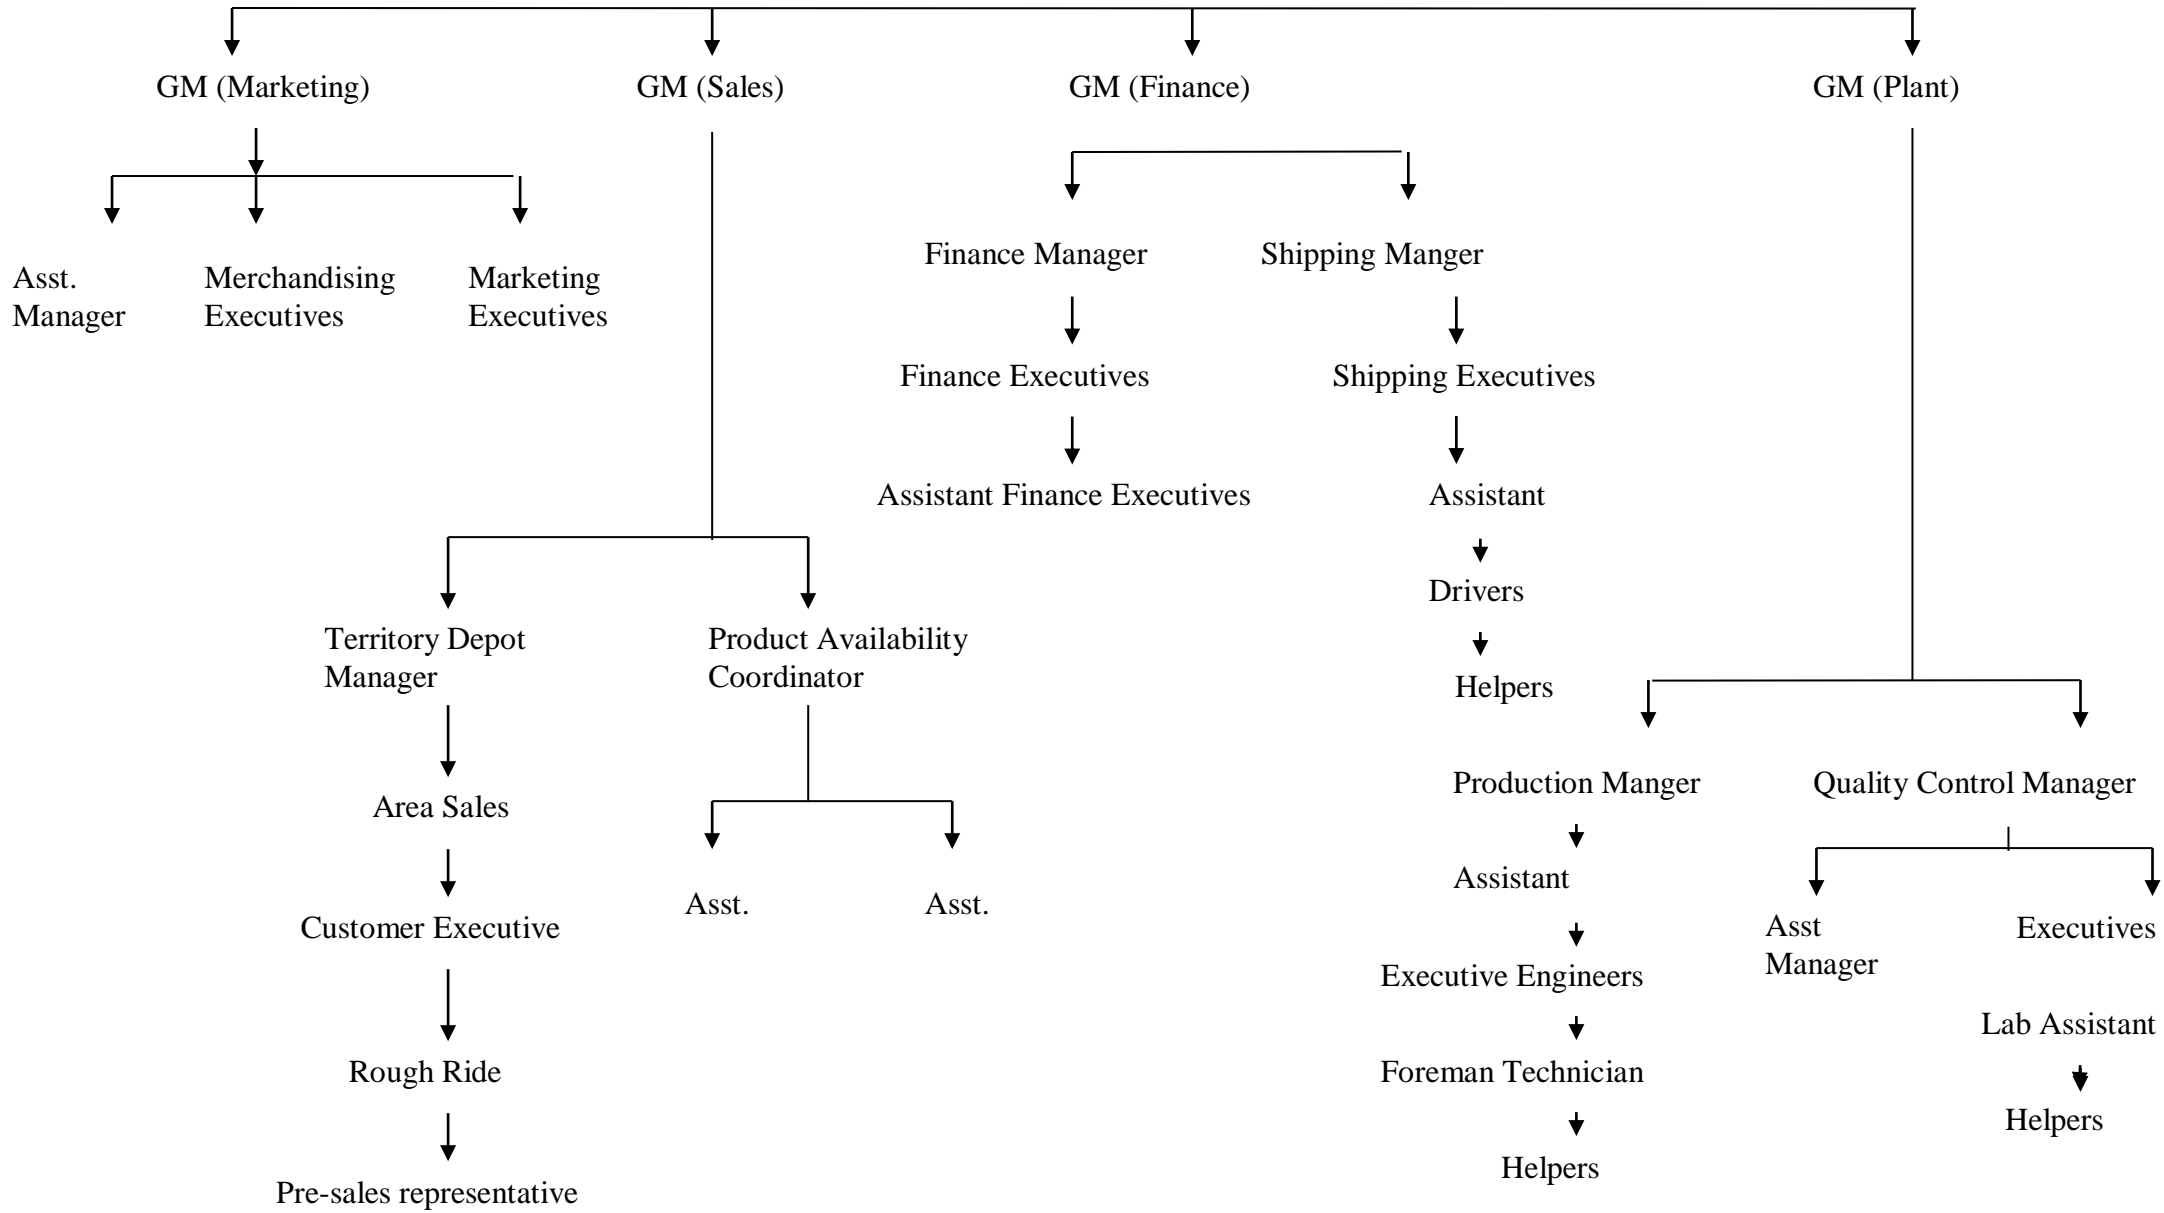 GM (Marketing)
GM (Sales)
GM (Finance)
GM (Plant)
Asst.
Manager
Merchandising
Executives
Marketing
Executives
Finance Manager
Shipping Manger
Finance Executives
Shipping Executives
Assistant Finance Executives
Assistant
Drivers
Helpers
Territory Depot
Manager
Product Availability
Coordinator
Area Sales
Asst.
Asst.
Customer Executive
Rough Ride
Pre-sales representative
Production Manger
Quality Control Manager
Assistant
Executive Engineers
Foreman Technician
Helpers
Asst
Manager
Executives
Lab Assistant
Helpers